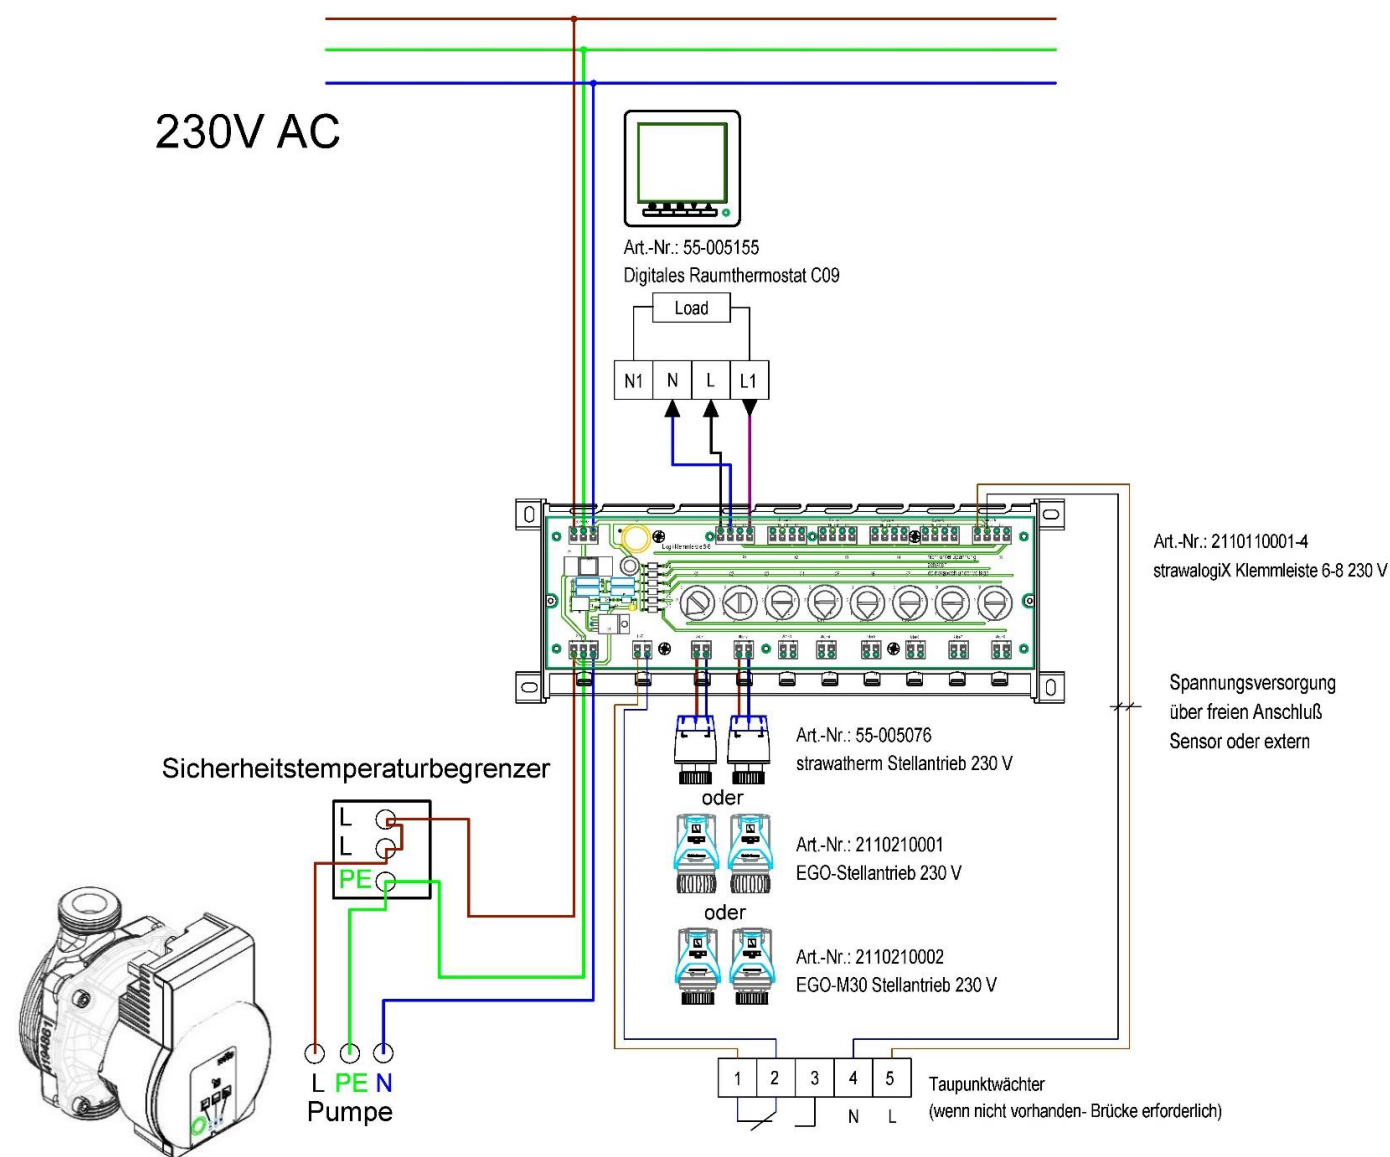 230V AC
Art.-Nr.: 55-005155
Digitales Raumthermostat C09
Load
N1 N L L1
Art.-Nr.: 2110110001-4
strawalogiX Klemmleiste 6-8 230 V
Spannungsversorgung
über freien Anschluß
Sensor oder extern
Art.-Nr.: 55-005076
strawatherm Stellantrieb 230 V
oder
Art.-Nr.: 2110210001
EGO-Stellantrieb 230 V
oder
Art.-Nr.: 2110210002
EGO-M30 Stellantrieb 230 V
Sicherheitstemperaturbegrenzer
L
L
PE
4194861
L PE N
Pumpe
1 2 3 4 5
N L
Taupunktwächter
(wenn nicht vorhanden- Brücke erforderlich)